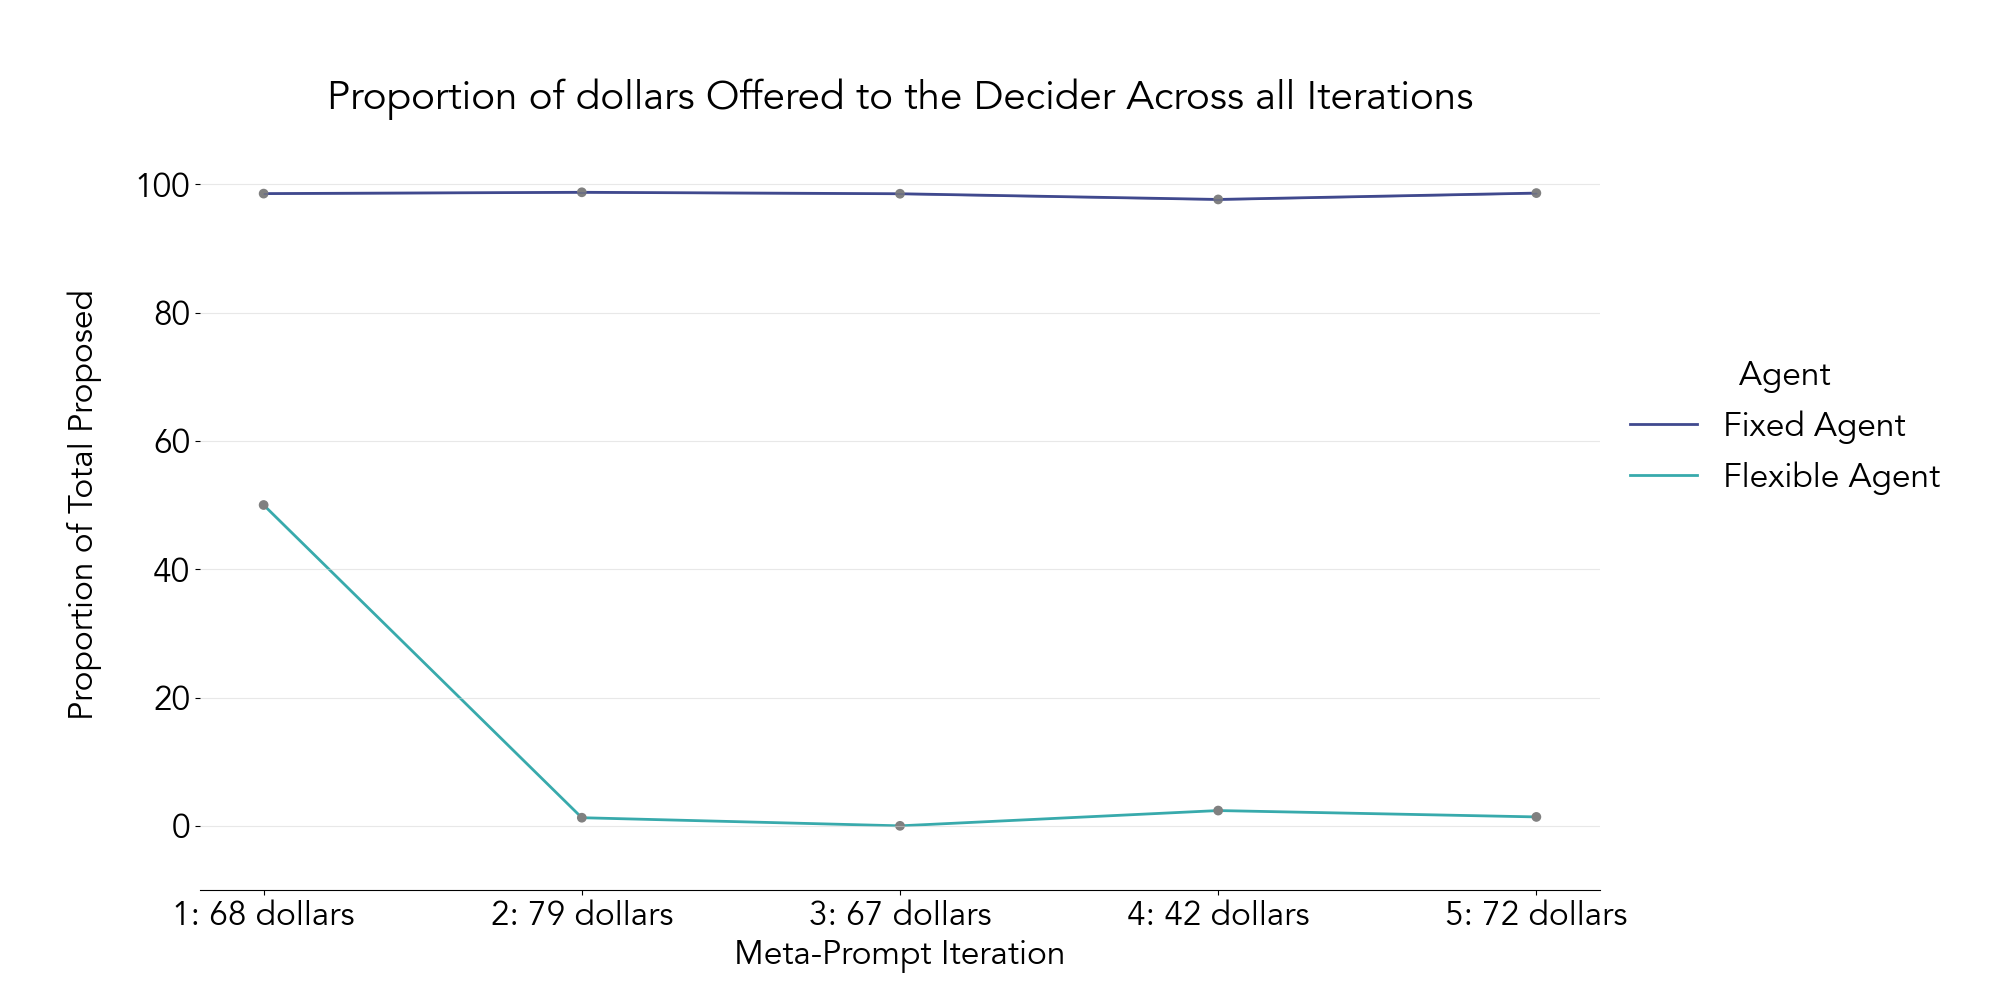 Proportion of dollars Offered to the Decider Across all Iterations
100
80
60
40
20
0
Proportion of Total Proposed
1: 68 dollars
2: 79 dollars
3: 67 dollars
4: 42 dollars
5: 72 dollars
Meta-Prompt Iteration
Agent
Fixed Agent
Flexible Agent